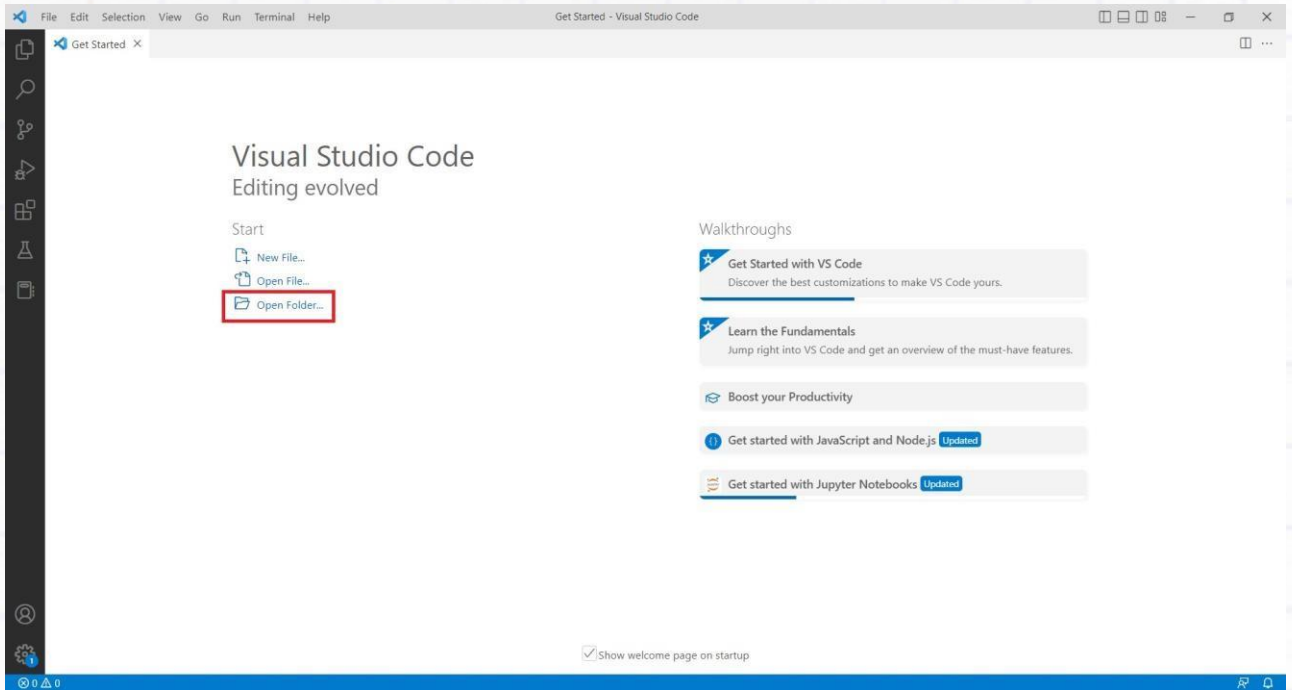 File Edit Selection View Go Run Terminal Help
Get Started - Visual Studio Code
Get Started
Visual Studio Code
Editing evolved
Start
New File...
Open File...
Open Folder...
Walkthroughs
Get Started with VS Code
Discover the best customizations to make VS Code yours.
Learn the Fundamentals
Jump right into VS Code and get an overview of the must-have features.
Boost your Productivity
Get started with JavaScript and Node.js Updated
Get started with Jupyter Notebooks Updated
1
Show welcome page on startup
0 0